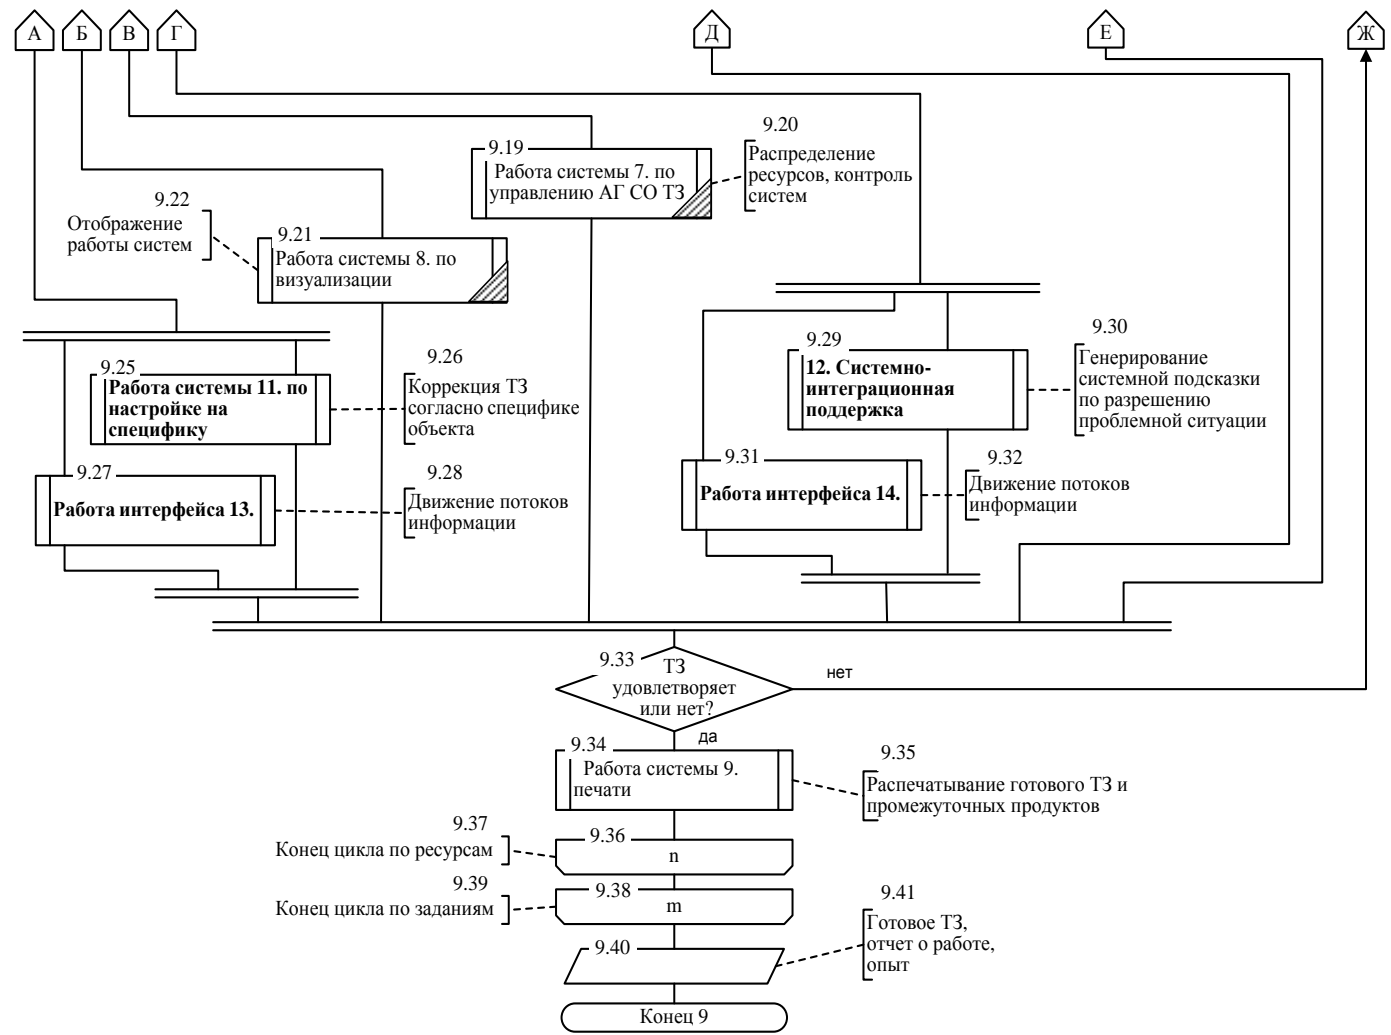 А Б В Г Д Е Ж
9.19
Работа системы 7. по
управлению АГ СО ТЗ
9.20
Распределение
ресурсов, контроль
систем
9.22
Отображение
работы систем
9.21
Работа системы 8. по
визуализации
9.25
Работа системы 11. по
настройке на
специфику
9.26
Коррекция ТЗ
согласно специфике
объекта
9.29
12. Системно-
интеграционная
поддержка
9.30
Генерирование
системной подсказки
по разрешению
проблемной ситуации
9.27
Работа интерфейса 13.
9.28
Движение потоков
информации
9.31
Работа интерфейса 14.
9.32
Движение потоков
информации
9.33
ТЗ
удовлетворяет
или нет?
нет
да
9.34
Работа системы 9.
печати
9.35
Распечатывание готового ТЗ и
промежуточных продуктов
9.37
Конец цикла по ресурсам
9.36
n
9.39
Конец цикла по заданиям
9.38
m
9.40
9.41
Готовое ТЗ,
отчет о работе,
опыт
Конец 9